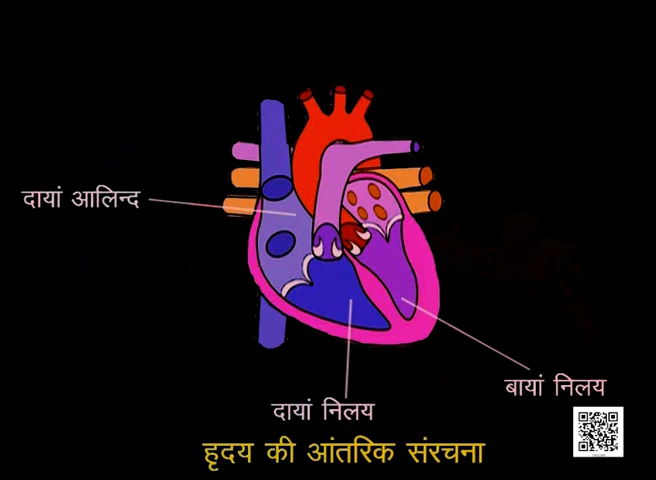 दायां आलिन्द
बायां निलय
दायां निलय
हृदय की आंतरिक संरचना